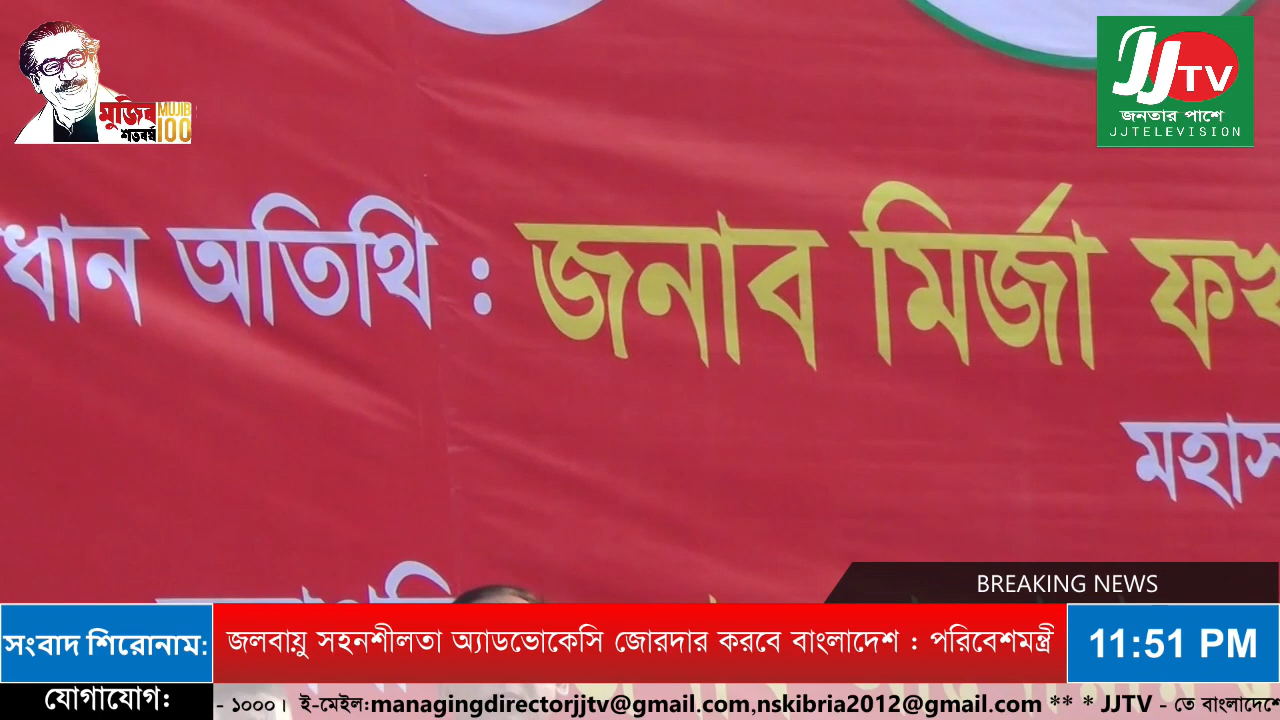 মুজিব MUJIB
শতবর্ষ 100
JJTV
জনতার পাশে
JJTELEVISION
ধান অতিথি : জনাব মির্জা ফখ
মহাস
BREAKING NEWS
সংবাদ শিরোনাম: জলবায়ু সহনশীলতা অ্যাডভোকেসি জোরদার করবে বাংলাদেশ : পরিবেশমন্ত্রী 11:51 PM
যোগাযোগ: - ১০০০। ই-মেইল:managingdirectorjjtv@gmail.com,nskibria2012@gmail.com ** * JJTV - তে বাংলাদেশে